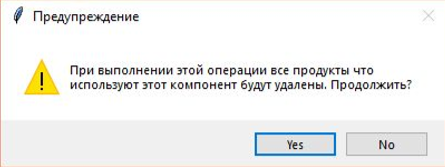 Предупреждение
При выполнении этой операции все продукты что
используют этот компонент будут удалены. Продолжить?
Yes No